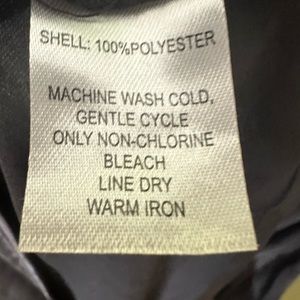 SHELL: 100%POLYESTER
MACHINE WASH COLD,
GENTLE CYCLE
ONLY NON-CHLORINE
BLEACH
LINE DRY
WARM IRON